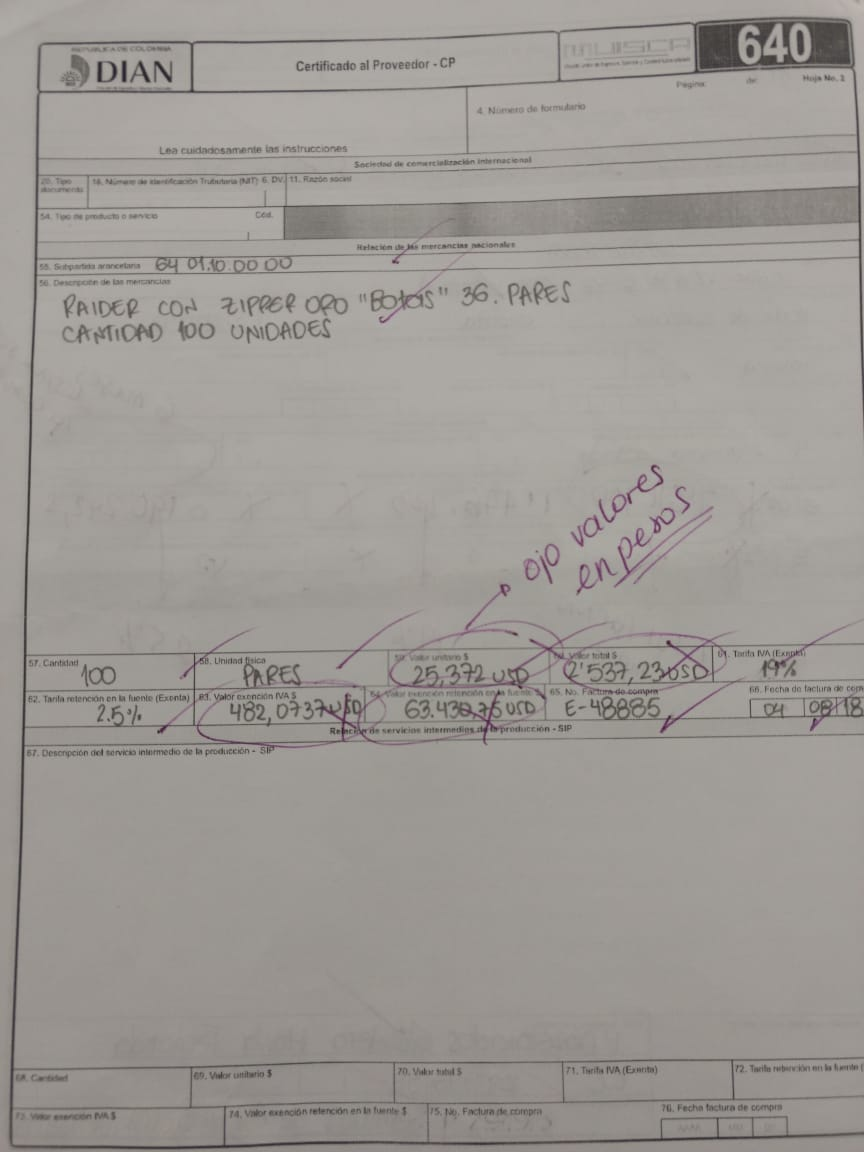 REPUBLICA DE COLOMBIA
DIAN
Certificado al Proveedor - CP
MUISCA
640
Página: de: Hoja No. 2
4. Número de formulario
Lea cuidadosamente las instrucciones
Sociedad de comercialización internacional
20. Tipo documento
18. Número de Identificación Tributaria (NIT) 6. DV. 11. Razón social
54. Tipo de producto o servicio Cód.
Relación de las mercancías nacionales
55. Subpartida arancelaria 64 01.10.00 00
56. Descripción de las mercancías
RAIDER CON ZIPPER ORO "Botas" 36. PARES
CANTIDAD 100 UNIDADES
ojo valores
en pesos
57. Cantidad 58. Unidad física 59. Valor unitario $ 60. Valor total $ 61. Tarifa IVA (Exenta)
100 PARES 25,372 USD 2'537,23 USD 19%
62. Tarifa retención en la fuente (Exenta) 63. Valor exención IVA $ 64. Valor exención retención en la fuente $ 65. No. Factura de compra 66. Fecha de factura de com
2.5% 482,0737 USD 63.430,75 USD E-48885 04 08 18
Relación de servicios intermedios de la producción - SIP
67. Descripción del servicio intermedio de la producción - SIP
68. Cantidad 69. Valor unitario $ 70. Valor total $ 71. Tarifa IVA (Exenta) 72. Tarifa retención en la fuente (
73. Valor exención IVA $ 74. Valor exención retención en la fuente $ 75. No. Factura de compra 76. Fecha factura de compra